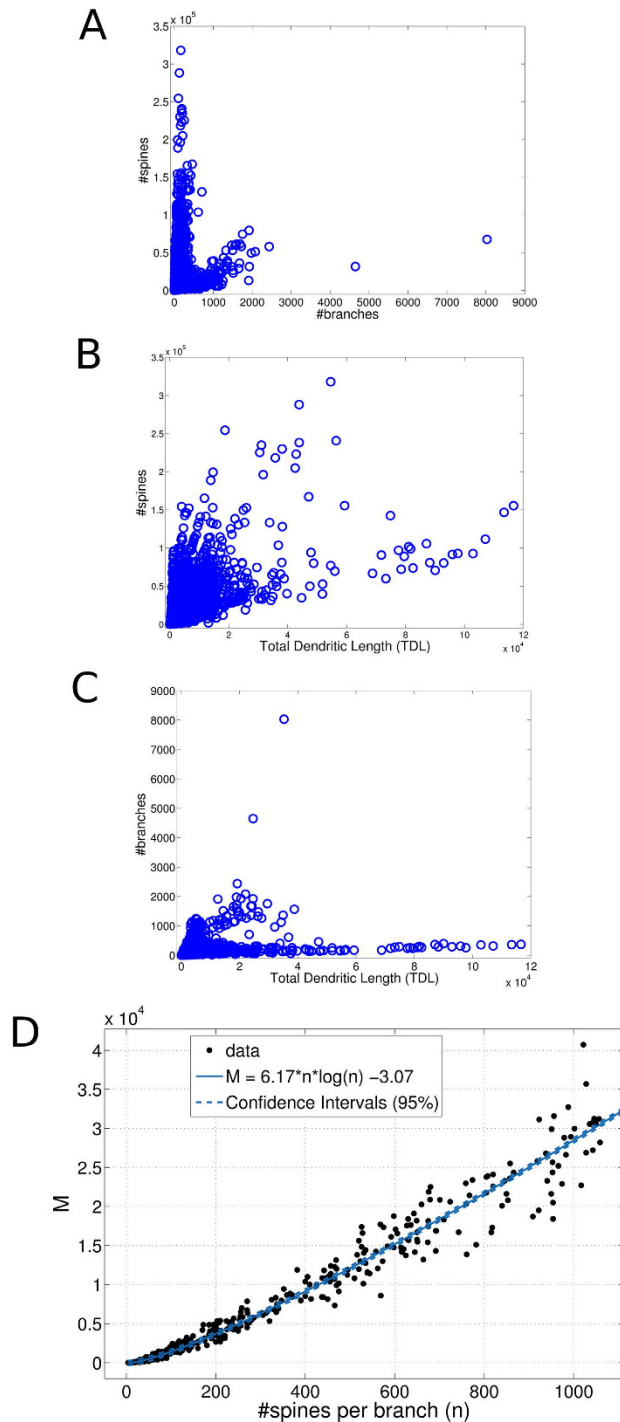 A
x 10^5
3.5
3
2.5
2
1.5
1
0.5
0
#spines
0 1000 2000 3000 4000 5000 6000 7000 8000 9000
#branches
B
x 10^5
3.5
3
2.5
2
1.5
1
0.5
0
#spines
0 2 4 6 8 10 12
Total Dendritic Length (TDL)
x 10^4
C
9000
8000
7000
6000
5000
4000
3000
2000
1000
0
#branches
0 2 4 6 8 10 12
Total Dendritic Length (TDL)
x 10^4
D
x 10^4
data
M = 6.17*n*log(n) −3.07
Confidence Intervals (95%)
4
3.5
3
2.5
2
1.5
1
0.5
0
M
0 200 400 600 800 1000
#spines per branch (n)